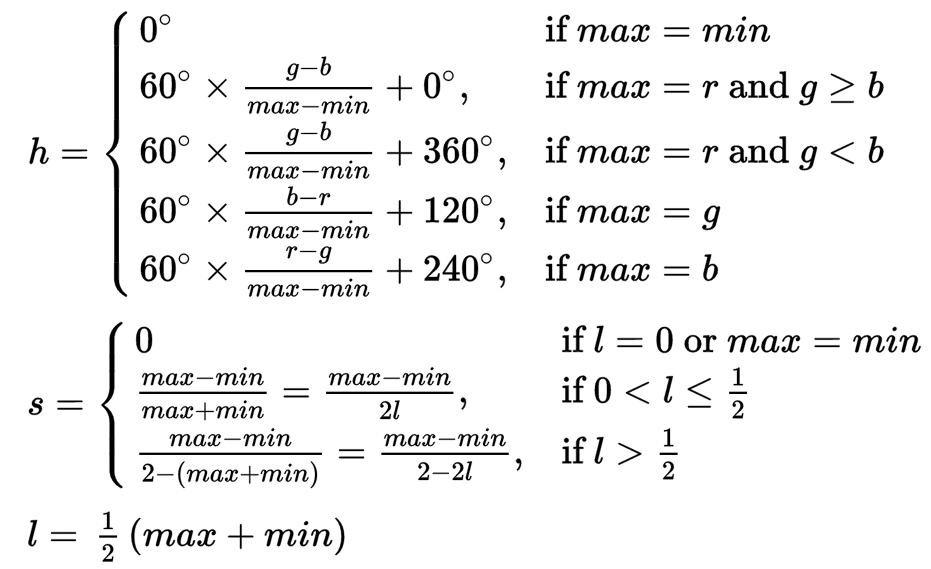 h = { 0° if max = min
60° × (g−b)/(max−min) + 0°, if max = r and g ≥ b
60° × (g−b)/(max−min) + 360°, if max = r and g < b
60° × (b−r)/(max−min) + 120°, if max = g
60° × (r−g)/(max−min) + 240°, if max = b
s = { 0 if l = 0 or max = min
(max−min)/(max+min) = (max−min)/2l, if 0 < l ≤ 1/2
(max−min)/(2−(max+min)) = (max−min)/(2−2l), if l > 1/2
l = 1/2 (max + min)